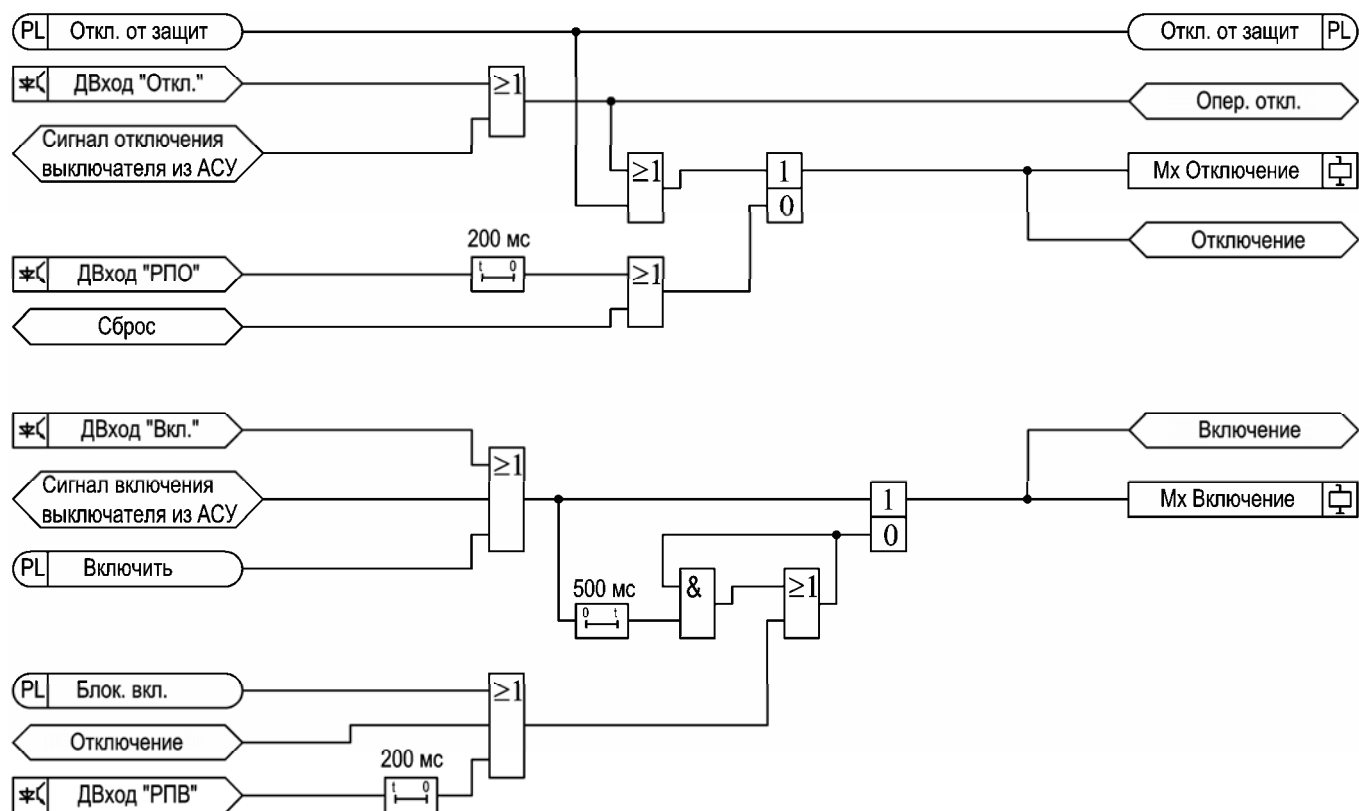 PL Откл. от защит
Откл. от защит PL
ДВход "Откл."
≥1
Опер. откл.
Сигнал отключения
выключателя из АСУ
≥1
1
0
Мх Отключение
Отключение
200 мс
ДВход "РПО"
t 0
≥1
Сброс
ДВход "Вкл."
Включение
≥1
Сигнал включения
выключателя из АСУ
1
0
Мх Включение
PL Включить
500 мс
0 t
&
≥1
PL Блок. вкл.
≥1
Отключение
200 мс
ДВход "РПВ"
t 0